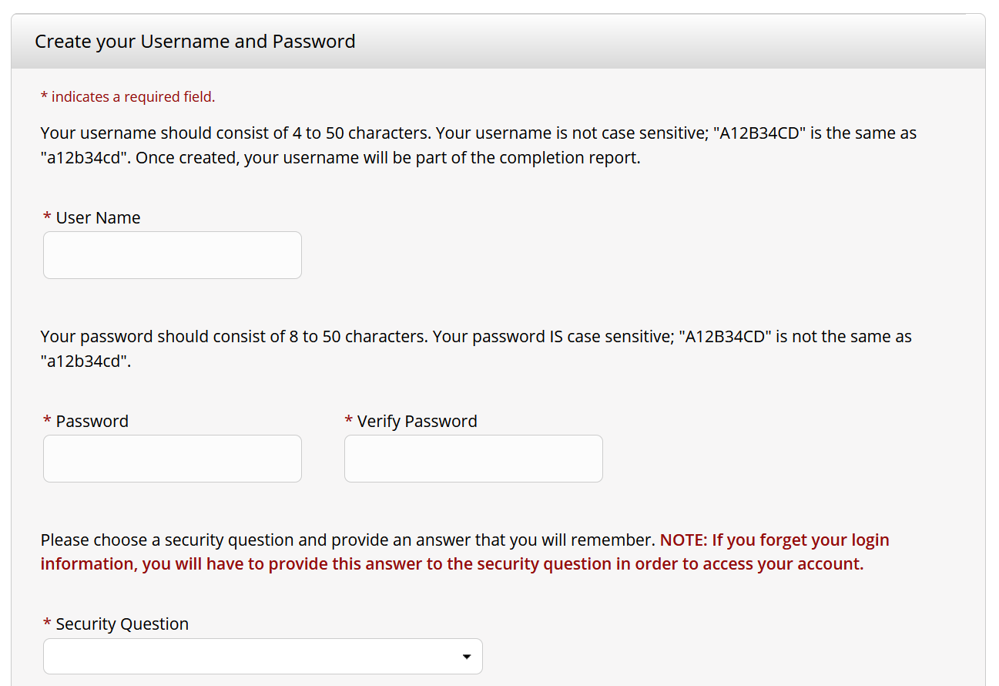 Create your Username and Password
* indicates a required field.
Your username should consist of 4 to 50 characters. Your username is not case sensitive; "A12B34CD" is the same as
"a12b34cd". Once created, your username will be part of the completion report.
* User Name
Your password should consist of 8 to 50 characters. Your password IS case sensitive; "A12B34CD" is not the same as
"a12b34cd".
* Password * Verify Password
Please choose a security question and provide an answer that you will remember. NOTE: If you forget your login
information, you will have to provide this answer to the security question in order to access your account.
* Security Question